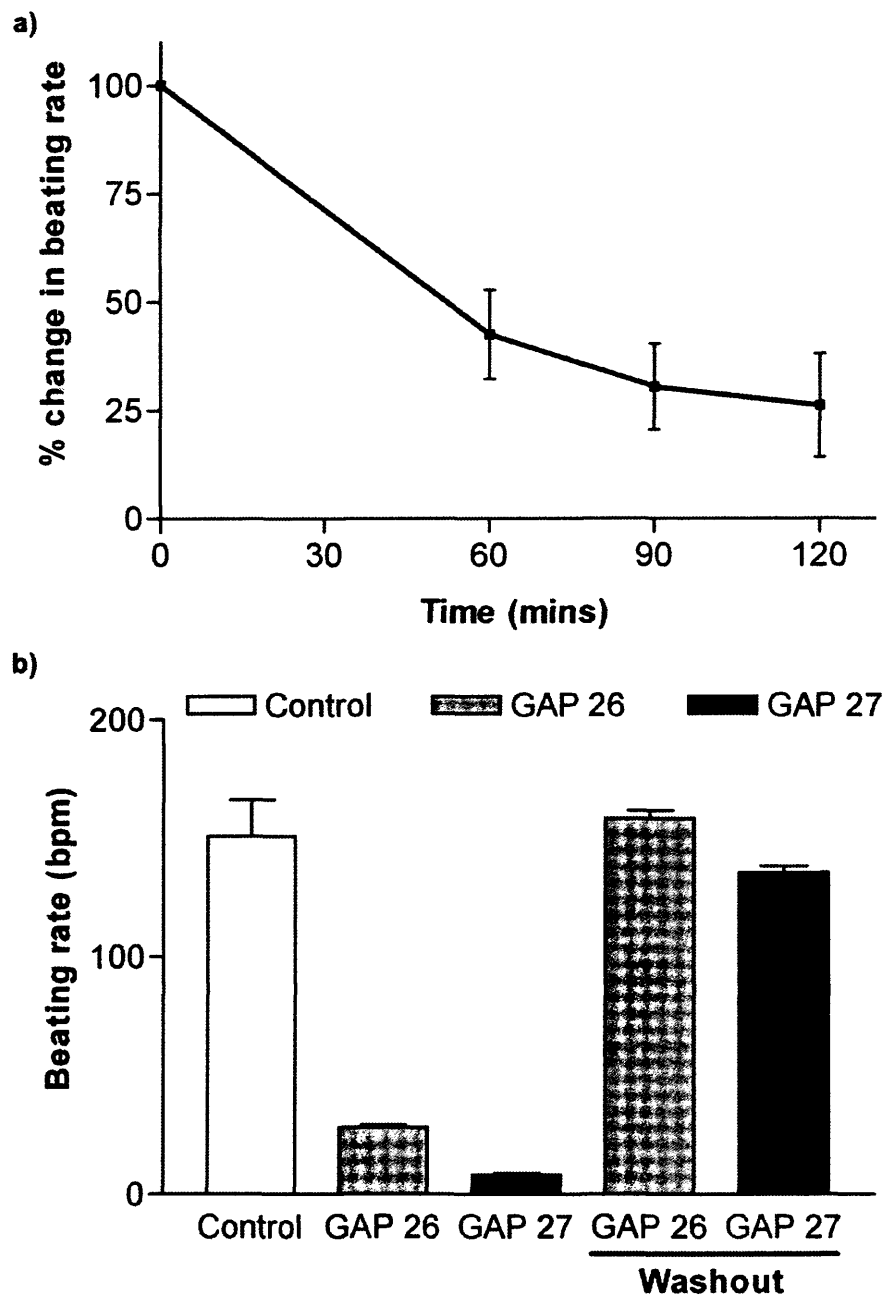 a)
% change in beating rate
100
75
50
25
0
0 30 60 90 120
Time (mins)
b)
Control GAP 26 GAP 27
Beating rate (bpm)
200
100
0
Control GAP 26 GAP 27 GAP 26 GAP 27
Washout